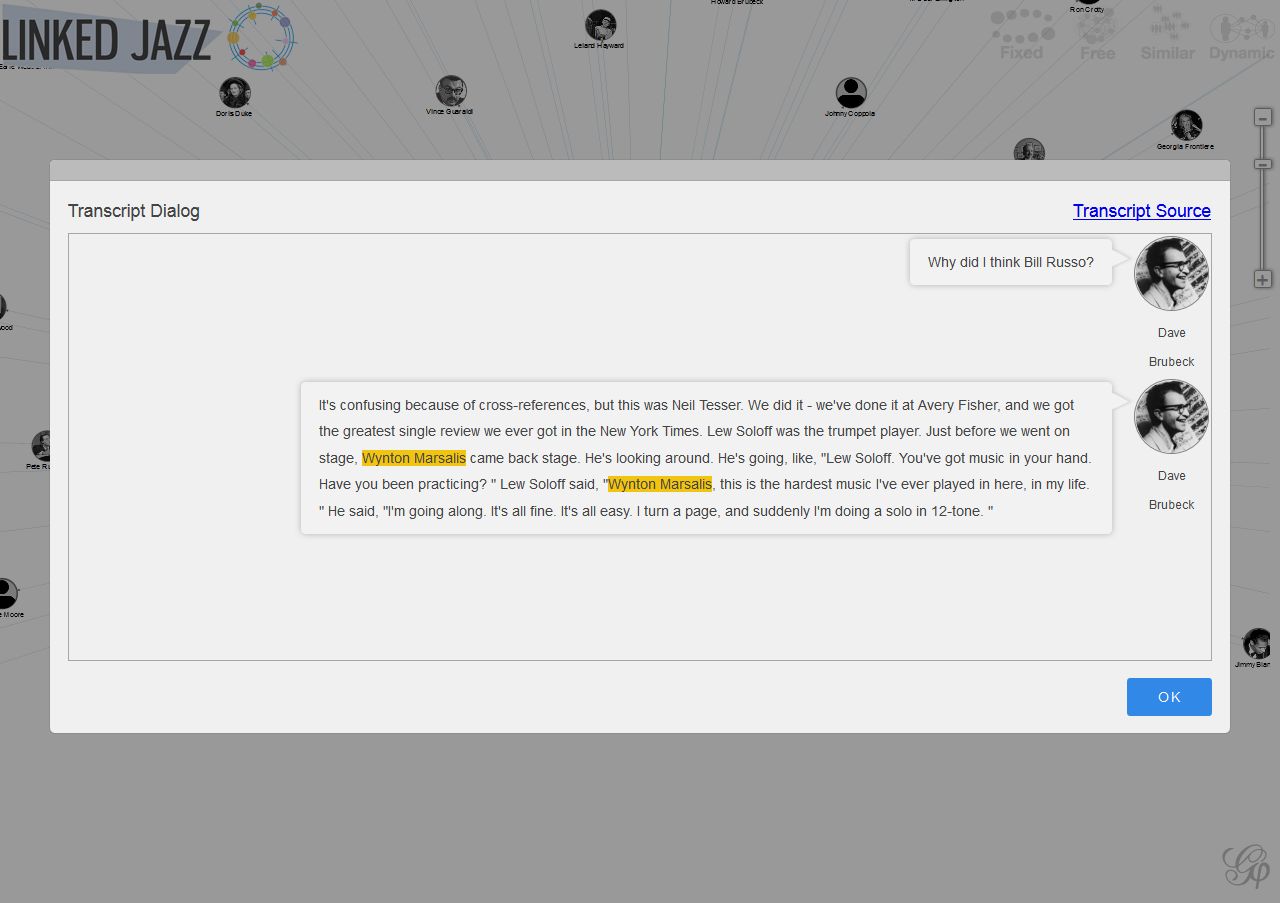 Howard Brubeck
Ron Crotty
LINKED JAZZ
Leland Hayward
Fixed
Free
Similar
Dynamic
Doris Duke
Vince Guaraldi
Johnny Coppola
Georgia Frontiere
Transcript Dialog
Transcript Source
Why did I think Bill Russo?
Dave
Brubeck
It's confusing because of cross-references, but this was Neil Tesser. We did it - we've done it at Avery Fisher, and we got
the greatest single review we ever got in the New York Times. Lew Soloff was the trumpet player. Just before we went on
stage, Wynton Marsalis came back stage. He's looking around. He's going, like, "Lew Soloff. You've got music in your hand.
Have you been practicing? " Lew Soloff said, "Wynton Marsalis, this is the hardest music I've ever played in here, in my life.
" He said, "I'm going along. It's all fine. It's all easy. I turn a page, and suddenly I'm doing a solo in 12-tone. "
Dave
Brubeck
ood
Pete Ru
e Moore
Jimmy Blan
OK